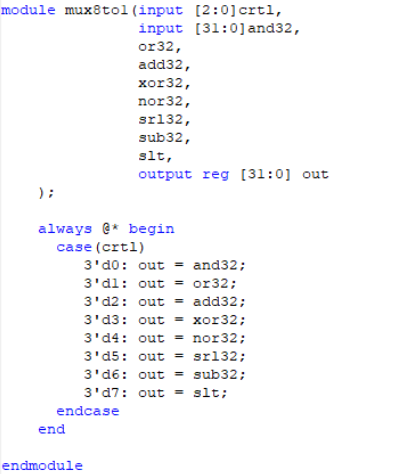 module mux8to1(input [2:0]crtl,
input [31:0]and32,
or32,
add32,
xor32,
nor32,
srl32,
sub32,
slt,
output reg [31:0] out
);
always @* begin
case(crtl)
3'd0: out = and32;
3'd1: out = or32;
3'd2: out = add32;
3'd3: out = xor32;
3'd4: out = nor32;
3'd5: out = srl32;
3'd6: out = sub32;
3'd7: out = slt;
endcase
end
endmodule